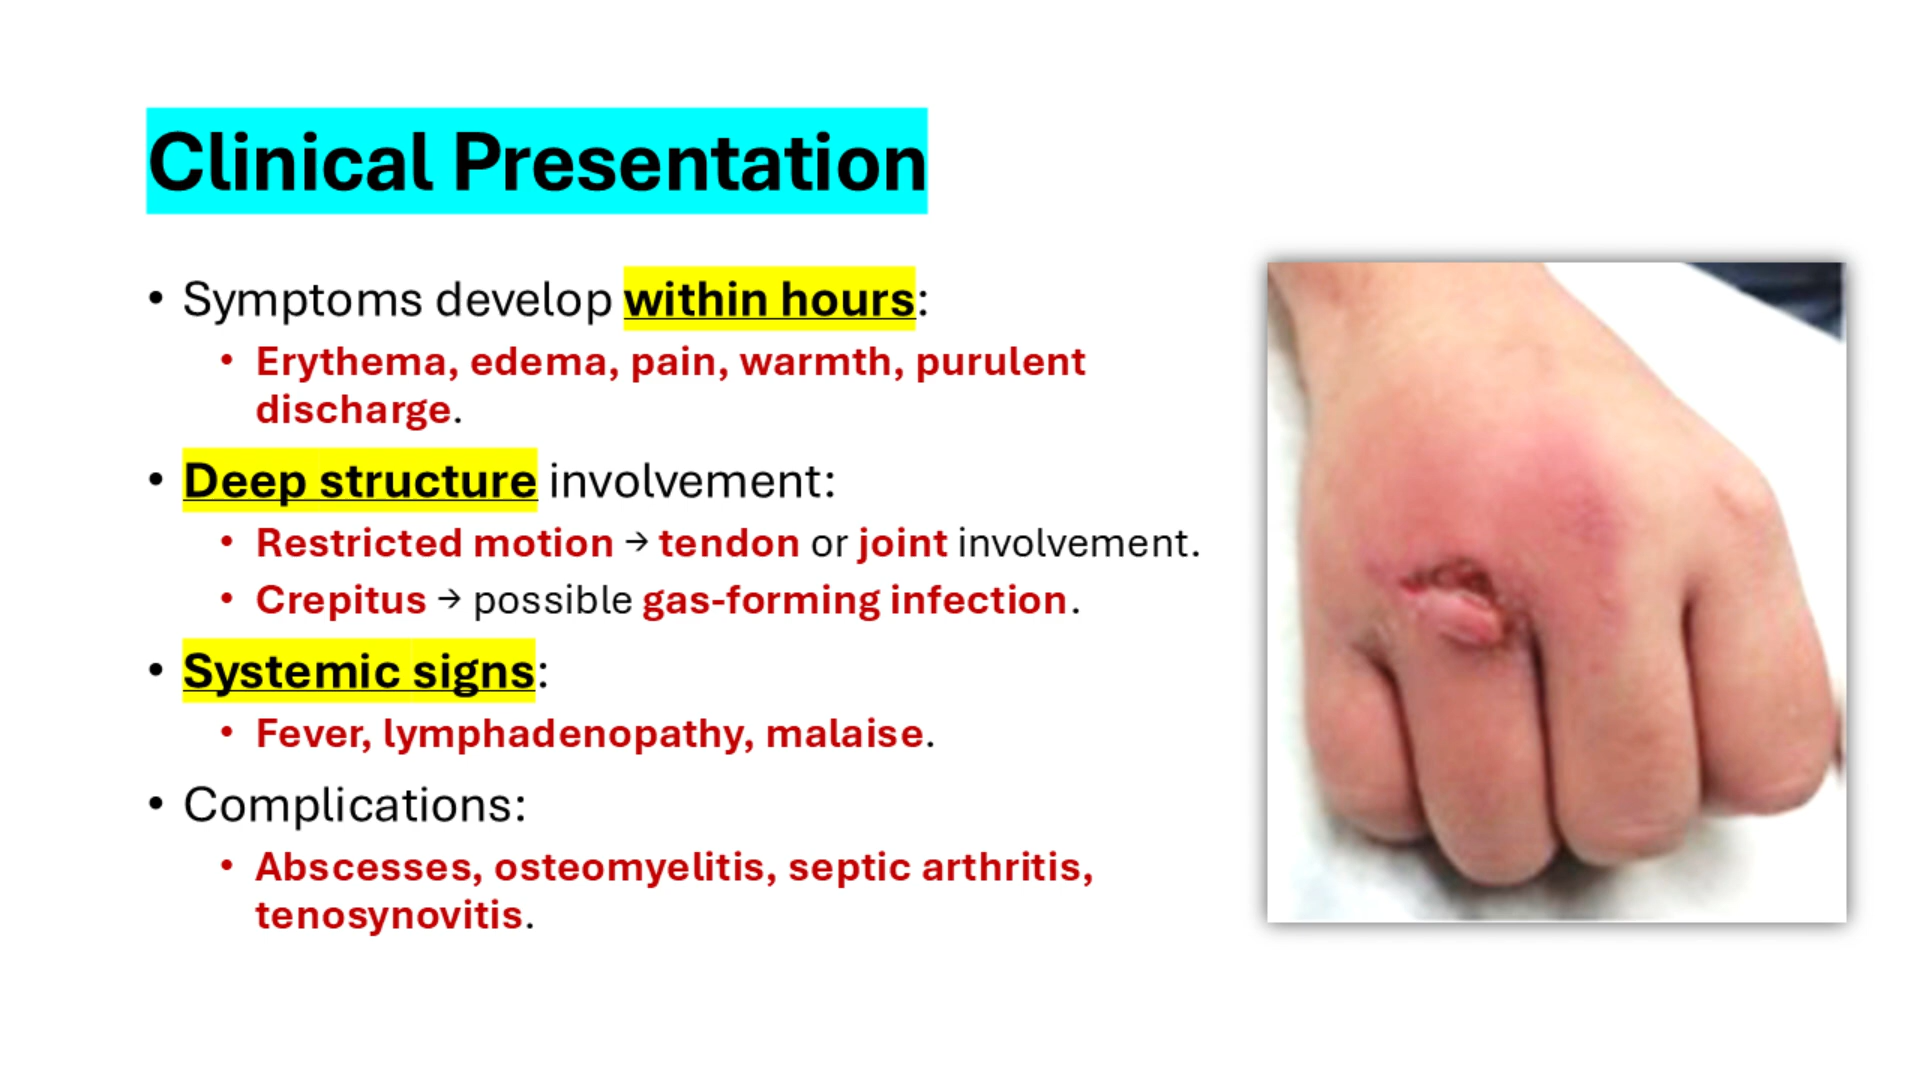 Clinical Presentation
• Symptoms develop within hours:
• Erythema, edema, pain, warmth, purulent
discharge.
• Deep structure involvement:
• Restricted motion → tendon or joint involvement.
• Crepitus → possible gas-forming infection.
• Systemic signs:
• Fever, lymphadenopathy, malaise.
• Complications:
• Abscesses, osteomyelitis, septic arthritis,
tenosynovitis.